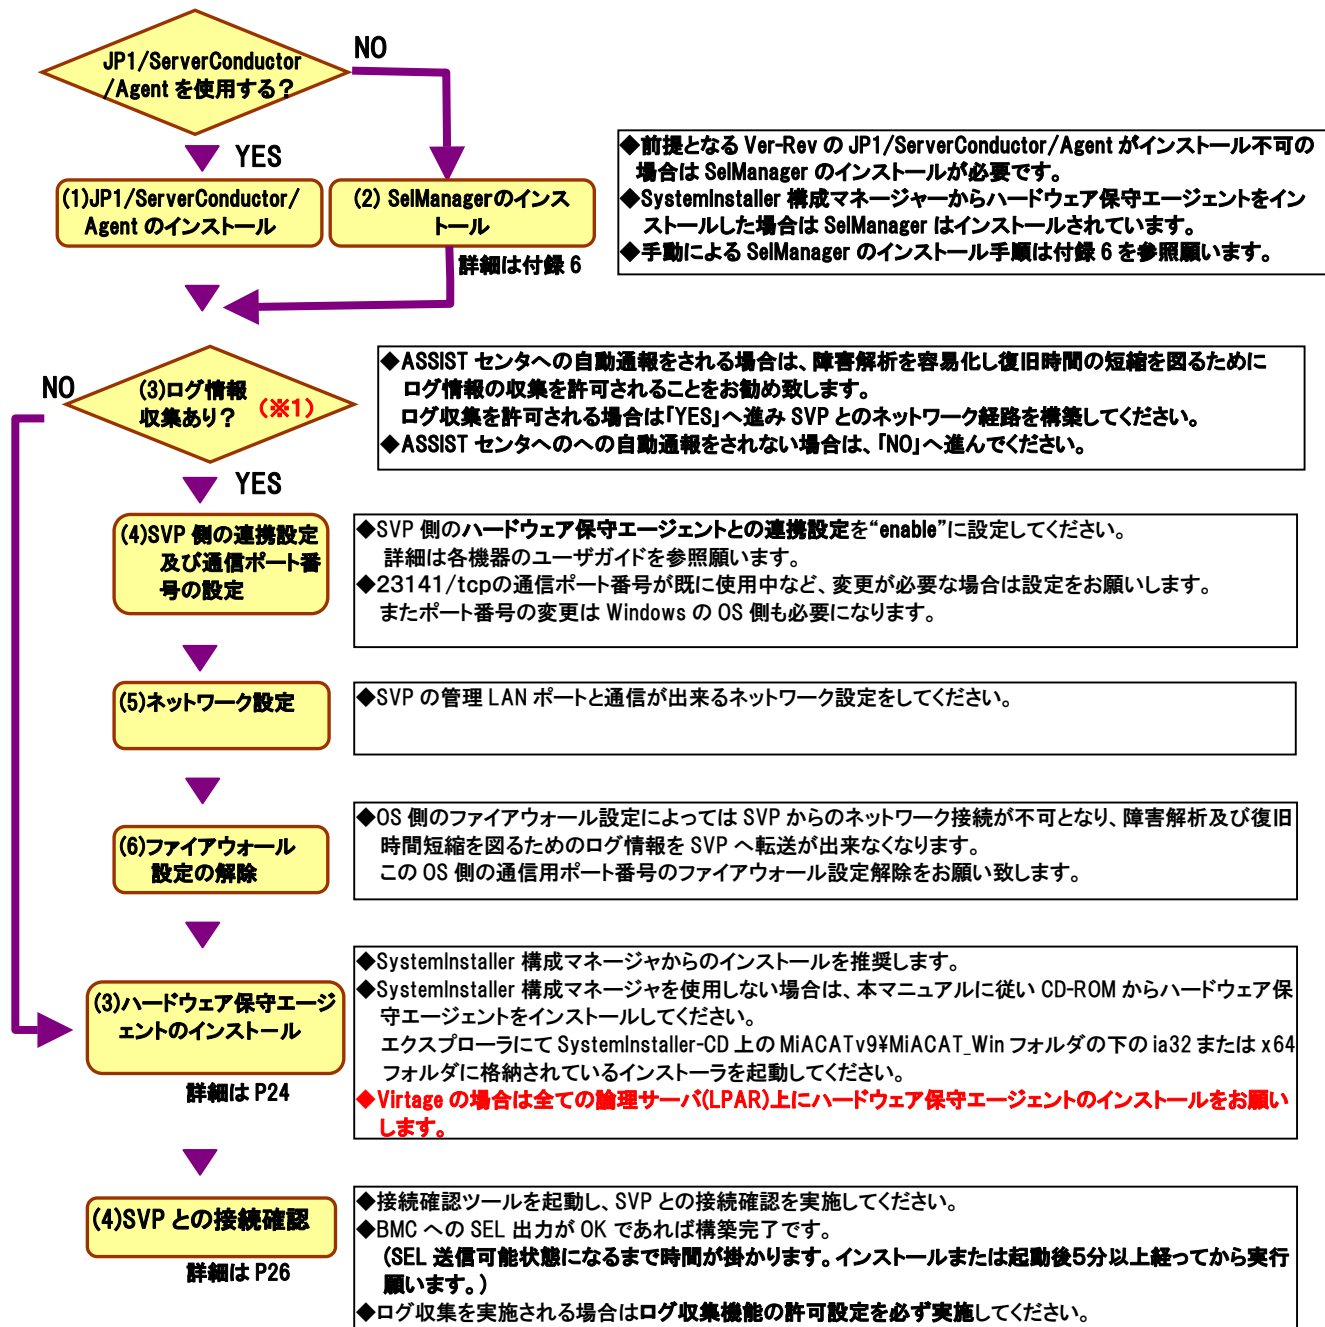 JP1/ServerConductor
/Agent を使用する?
NO
YES
(1)JP1/ServerConductor/
Agent のインストール
(2) SelManagerのインス
トール
詳細は付録 6
◆前提となる Ver-Rev の JP1/ServerConductor/Agent がインストール不可の
場合は SelManager のインストールが必要です。
◆SystemInstaller 構成マネージャーからハードウェア保守エージェントをイン
ストールした場合は SelManager はインストールされています。
◆手動による SelManager のインストール手順は付録 6 を参照願います。
NO
(3)ログ情報
収集あり? (※1)
YES
◆ASSIST センタへの自動通報をされる場合は、障害解析を容易化し復旧時間の短縮を図るために
ログ情報の収集を許可されることをお勧め致します。
ログ収集を許可される場合は「YES」へ進み SVP とのネットワーク経路を構築してください。
◆ASSIST センタへのへの自動通報をされない場合は、「NO」へ進んでください。
(4)SVP 側の連携設定
及び通信ポート番
号の設定
◆SVP 側のハードウェア保守エージェントとの連携設定を“enable”に設定してください。
詳細は各機器のユーザガイドを参照願います。
◆23141/tcpの通信ポート番号が既に使用中など、変更が必要な場合は設定をお願いします。
またポート番号の変更は Windows の OS 側も必要になります。
(5)ネットワーク設定
◆SVP の管理 LAN ポートと通信が出来るネットワーク設定をしてください。
(6)ファイアウォール
設定の解除
◆OS 側のファイアウォール設定によっては SVP からのネットワーク接続が不可となり、障害解析及び復旧
時間短縮を図るためのログ情報を SVP へ転送が出来なくなります。
この OS 側の通信用ポート番号のファイアウォール設定解除をお願い致します。
(3)ハードウェア保守エージ
ェントのインストール
詳細は P24
◆SystemInstaller 構成マネージャからのインストールを推奨します。
◆SystemInstaller 構成マネージャを使用しない場合は、本マニュアルに従い CD-ROM からハードウェア保
守エージェントをインストールしてください。
エクスプローラにて SystemInstaller-CD 上の MiACATv9¥MiACAT_Win フォルダの下の ia32 または x64
フォルダに格納されているインストーラを起動してください。
◆Virtage の場合は全ての論理サーバ(LPAR)上にハードウェア保守エージェントのインストールをお願い
します。
(4)SVP との接続確認
詳細は P26
◆接続確認ツールを起動し、SVP との接続確認を実施してください。
◆BMC への SEL 出力が OK であれば構築完了です。
(SEL 送信可能状態になるまで時間が掛かります。インストールまたは起動後5分以上経ってから実行
願います。)
◆ログ収集を実施される場合はログ収集機能の許可設定を必ず実施してください。